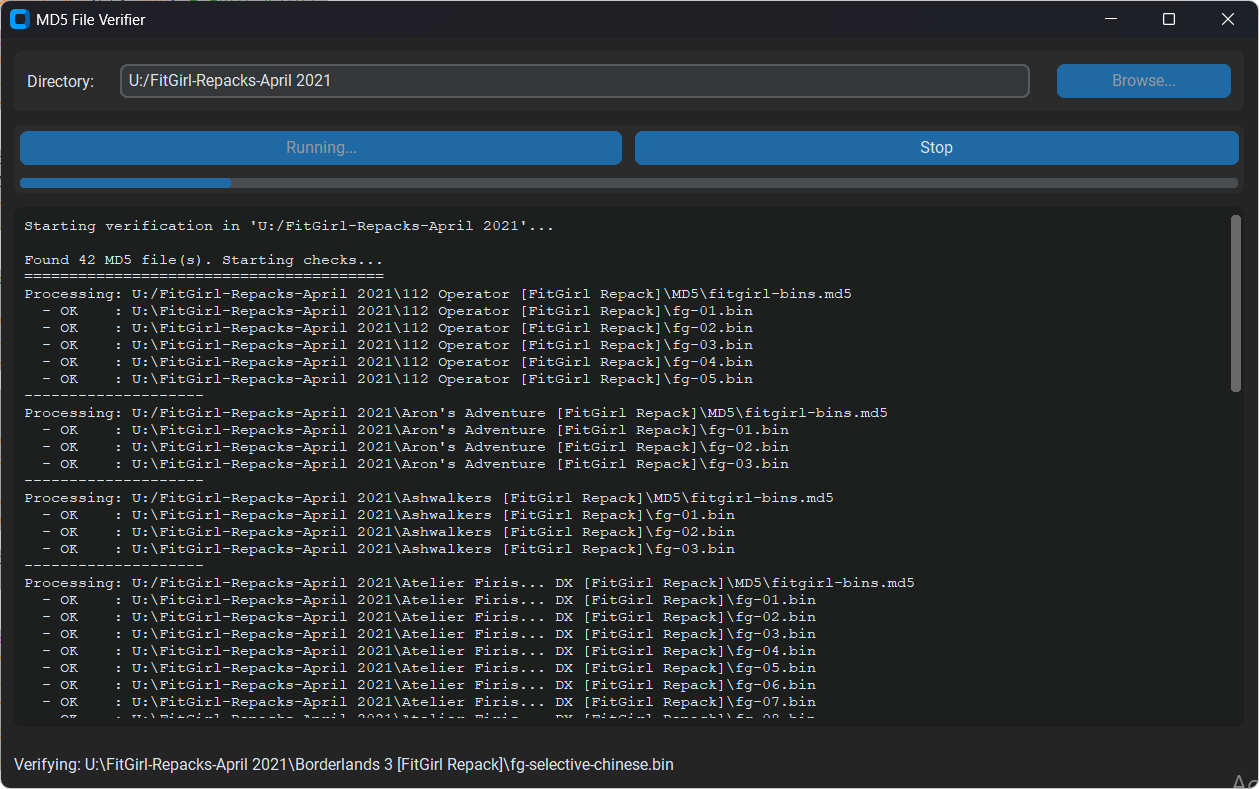 MD5 File Verifier
Directory: U:/FitGirl-Repacks-April 2021 Browse...
Running... Stop
Starting verification in 'U:/FitGirl-Repacks-April 2021'...
Found 42 MD5 file(s). Starting checks...
========================================
Processing: U:/FitGirl-Repacks-April 2021\112 Operator [FitGirl Repack]\MD5\fitgirl-bins.md5
- OK : U:\FitGirl-Repacks-April 2021\112 Operator [FitGirl Repack]\fg-01.bin
- OK : U:\FitGirl-Repacks-April 2021\112 Operator [FitGirl Repack]\fg-02.bin
- OK : U:\FitGirl-Repacks-April 2021\112 Operator [FitGirl Repack]\fg-03.bin
- OK : U:\FitGirl-Repacks-April 2021\112 Operator [FitGirl Repack]\fg-04.bin
- OK : U:\FitGirl-Repacks-April 2021\112 Operator [FitGirl Repack]\fg-05.bin
--------------------
Processing: U:/FitGirl-Repacks-April 2021\Aron's Adventure [FitGirl Repack]\MD5\fitgirl-bins.md5
- OK : U:\FitGirl-Repacks-April 2021\Aron's Adventure [FitGirl Repack]\fg-01.bin
- OK : U:\FitGirl-Repacks-April 2021\Aron's Adventure [FitGirl Repack]\fg-02.bin
- OK : U:\FitGirl-Repacks-April 2021\Aron's Adventure [FitGirl Repack]\fg-03.bin
--------------------
Processing: U:/FitGirl-Repacks-April 2021\Ashwalkers [FitGirl Repack]\MD5\fitgirl-bins.md5
- OK : U:\FitGirl-Repacks-April 2021\Ashwalkers [FitGirl Repack]\fg-01.bin
- OK : U:\FitGirl-Repacks-April 2021\Ashwalkers [FitGirl Repack]\fg-02.bin
- OK : U:\FitGirl-Repacks-April 2021\Ashwalkers [FitGirl Repack]\fg-03.bin
--------------------
Processing: U:/FitGirl-Repacks-April 2021\Atelier Firis... DX [FitGirl Repack]\MD5\fitgirl-bins.md5
- OK : U:\FitGirl-Repacks-April 2021\Atelier Firis... DX [FitGirl Repack]\fg-01.bin
- OK : U:\FitGirl-Repacks-April 2021\Atelier Firis... DX [FitGirl Repack]\fg-02.bin
- OK : U:\FitGirl-Repacks-April 2021\Atelier Firis... DX [FitGirl Repack]\fg-03.bin
- OK : U:\FitGirl-Repacks-April 2021\Atelier Firis... DX [FitGirl Repack]\fg-04.bin
- OK : U:\FitGirl-Repacks-April 2021\Atelier Firis... DX [FitGirl Repack]\fg-05.bin
- OK : U:\FitGirl-Repacks-April 2021\Atelier Firis... DX [FitGirl Repack]\fg-06.bin
- OK : U:\FitGirl-Repacks-April 2021\Atelier Firis... DX [FitGirl Repack]\fg-07.bin
Verifying: U:\FitGirl-Repacks-April 2021\Borderlands 3 [FitGirl Repack]\fg-selective-chinese.bin